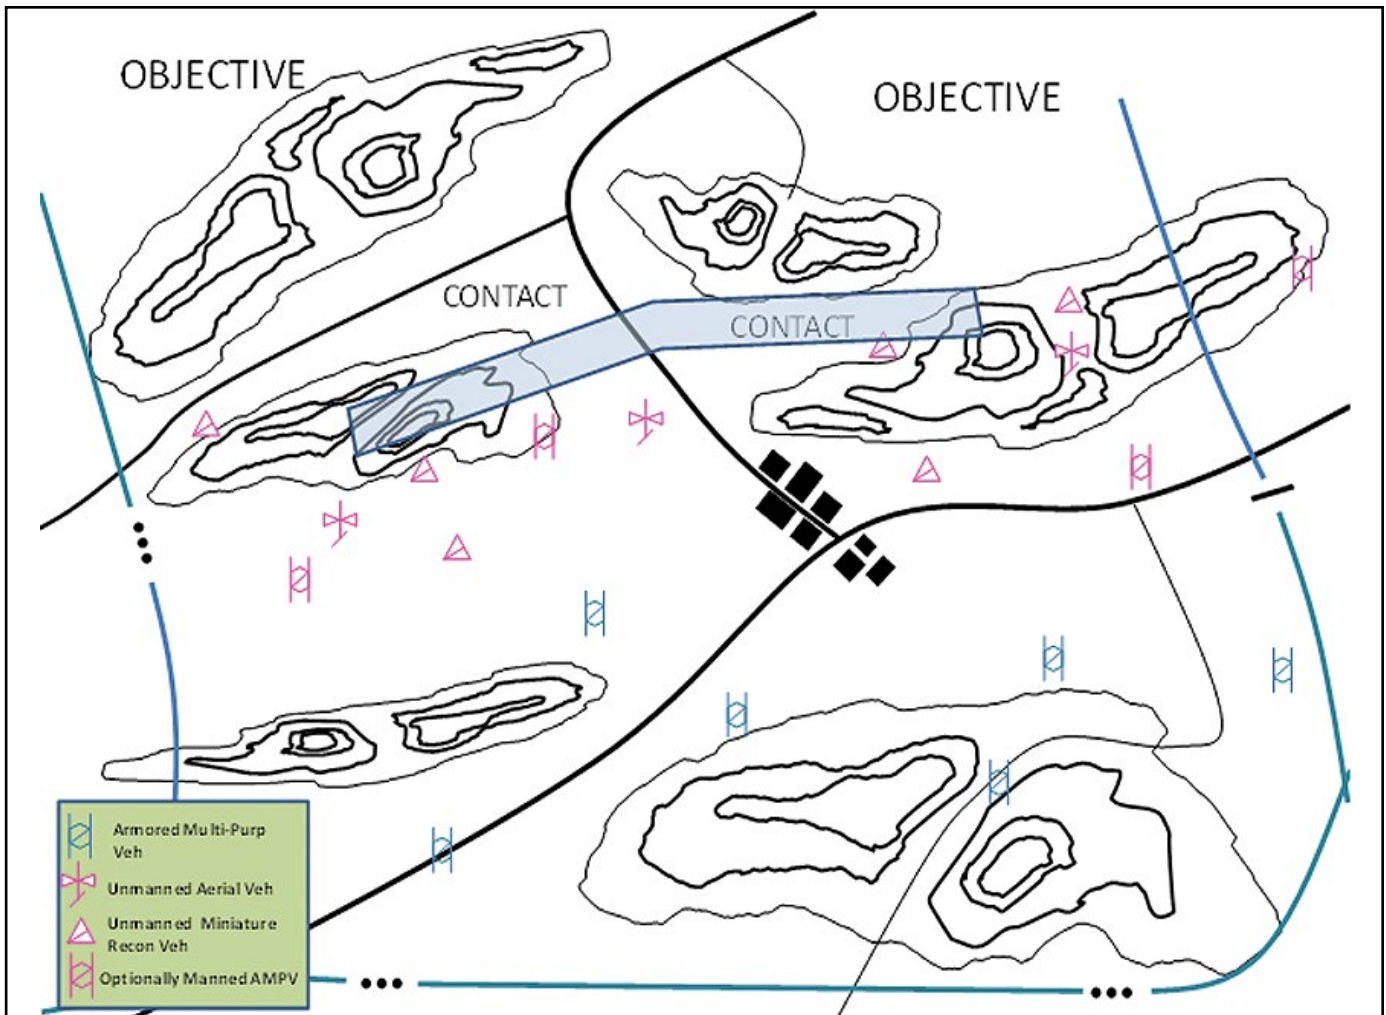 OBJECTIVE
OBJECTIVE
CONTACT
CONTACT
Armored Multi-Purp
Veh
Unmanned Aerial Veh
Unmanned Miniature
Recon Veh
Optionally Manned AMPV